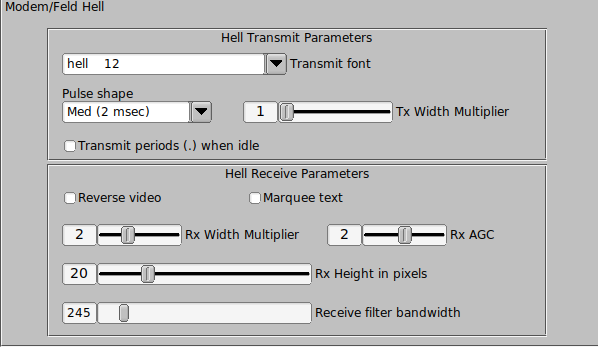 Modem/Feld Hell
Hell Transmit Parameters
hell 12 Transmit font
Pulse shape
Med (2 msec) 1 Tx Width Multiplier
Transmit periods (.) when idle
Hell Receive Parameters
Reverse video Marquee text
2 Rx Width Multiplier 2 Rx AGC
20 Rx Height in pixels
245 Receive filter bandwidth